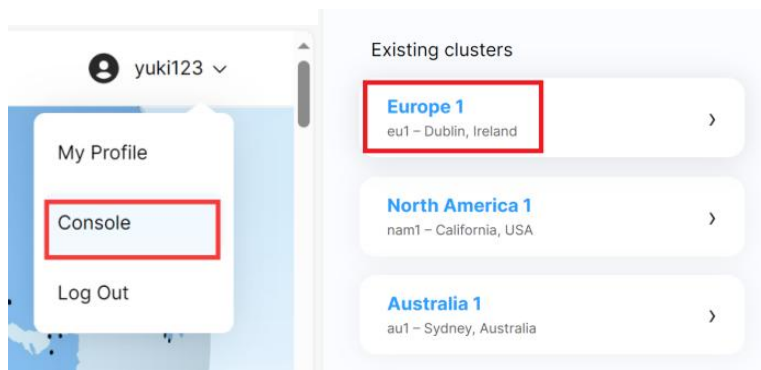 yuki123
My Profile
Console
Log Out
Existing clusters
Europe 1
eu1 – Dublin, Ireland
North America 1
nam1 – California, USA
Australia 1
au1 – Sydney, Australia